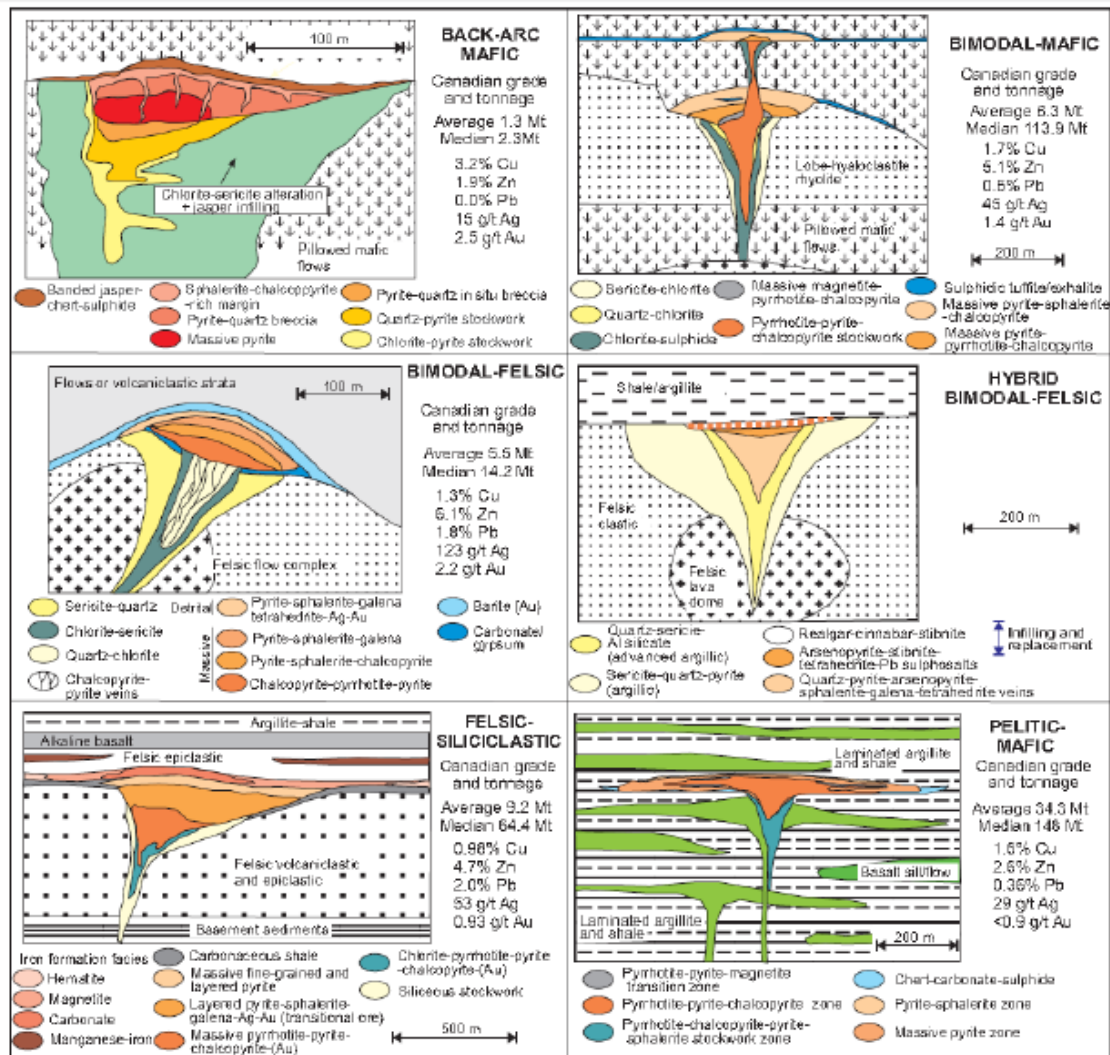 100 m
BACK-ARC
MAFIC
Canadian grade
and tonnage
Average 1.3 Mt
Median 2.3Mt
3.2% Cu
1.9% Zn
0.0% Pb
15 g/t Ag
2.5 g/t Au
Chlorite-sericite alteration
+ jasper infilling
Pillowed mafic
flows
Banded jasper-
chert-sulphide
Sphalerite-chalcopyrite
-rich margin
Pyrite-quartz breccia
Massive pyrite
Pyrite-quartz in situ breccia
Quartz-pyrite stockwork
Chlorite-pyrite stockwork
BIMODAL-MAFIC
Canadian grade
and tonnage
Average 6.3 Mt
Median 113.9 Mt
1.7% Cu
5.1% Zn
0.6% Pb
45 g/t Ag
1.4 g/t Au
200 m
Lobe-hyaloclastite
rhyolite
Pillowed mafic
flows
Sericite-chlorite
Quartz-chlorite
Chlorite-sulphide
Massive magnetite-
pyrrhotite-chalcopyrite
Pyrrhotite-pyrite-
chalcopyrite stockwork
Sulphidic tuffite/exhalite
Massive pyrite-sphalerite
-chalcopyrite
Massive pyrite-
pyrrhotite-chalcopyrite
BIMODAL-FELSIC
Flows or volcaniclastic strata
100 m
Canadian grade
and tonnage
Average 5.5 Mt
Median 14.2 Mt
1.3% Cu
6.1% Zn
1.8% Pb
123 g/t Ag
2.2 g/t Au
Felsic flow complex
Sericite-quartz
Chlorite-sericite
Quartz-chlorite
Chalcopyrite-
pyrite veins
Detrital
Massive
Pyrite-sphalerite-galena
tetrahedrite-Ag-Au
Pyrite-sphalerite-galena
Pyrite-sphalerite-chalcopyrite
Chalcopyrite-pyrrhotite-pyrite
Barite (Au)
Carbonate/
gypsum
HYBRID
BIMODAL-FELSIC
Shale/argillite
200 m
Felsic
clastic
Felsic
lava
dome
Quartz-sericie-
Al silicate
(advanced argillic)
Sericite-quartz-pyrite
(argillic)
Realgar-cinnabar-stibnite
Arsenopyrite-stibnite-
tetrahedrite-Pb sulphosalts
Quartz-pyrite-arsenopyrite-
sphalerite-galena-tetrahedrite veins
Infilling and
replacement
FELSIC-
SILICICLASTIC
Argillite-shale
Alkaline basalt
Felsic epiclastic
Canadian grade
and tonnage
Average 9.2 Mt
Median 64.4 Mt
0.98% Cu
4.7% Zn
2.0% Pb
53 g/t Ag
0.93 g/t Au
Felsic volcaniclastic
and epiclastic
Basement sediments
Iron formation facies
Hematite
Magnetite
Carbonate
Manganese-iron
Carbonaceous shale
Massive fine-grained and
layered pyrite
Layered pyrite-sphalerite-
galena-Ag-Au (transitional ore)
Massive pyrrhotite-pyrite-
chalcopyrite-(Au)
Chlorite-pyrrhotite-pyrite
-chalcopyrite-(Au)
Siliceous stockwork
500 m
PELITIC-
MAFIC
Laminated argillite
and shale
Canadian grade
and tonnage
Average 34.3 Mt
Median 148 Mt
1.6% Cu
2.6% Zn
0.36% Pb
29 g/t Ag
<0.9 g/t Au
Basalt sill/flow
Laminated argillite
and shale
200 m
Pyrrhotite-pyrite-magnetite
transition zone
Pyrrhotite-pyrite-chalcopyrite zone
Pyrrhotite-chalcopyrite-pyrite-
sphalerite stockwork zone
Chert-carbonate-sulphide
Pyrite-sphalerite zone
Massive pyrite zone